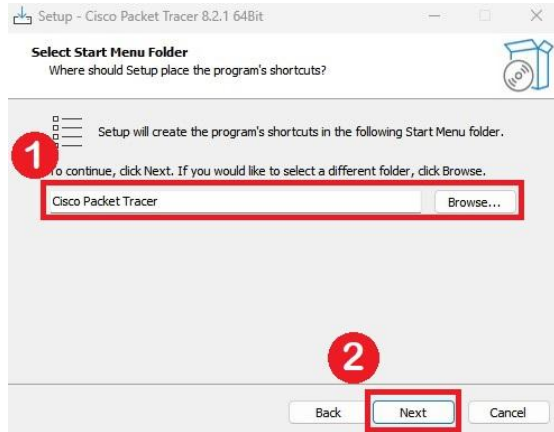 Setup - Cisco Packet Tracer 8.2.1 64Bit
Select Start Menu Folder
Where should Setup place the program's shortcuts?
Setup will create the program's shortcuts in the following Start Menu folder.
1
o continue, click Next. If you would like to select a different folder, click Browse.
Cisco Packet Tracer
Browse...
2
Back
Next
Cancel